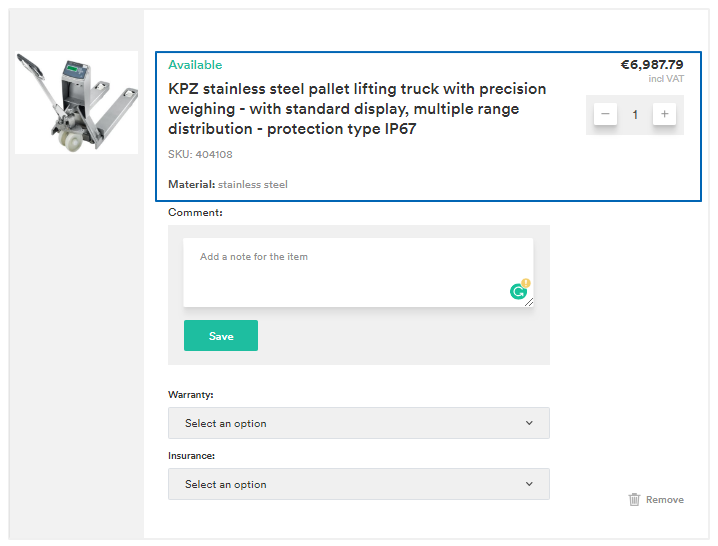 Available
€6,987.79
incl VAT
KPZ stainless steel pallet lifting truck with precision
weighing - with standard display, multiple range
distribution - protection type IP67
1
SKU: 404108
Material: stainless steel
Comment:
Add a note for the item
Save
Warranty:
Select an option
Insurance:
Select an option
Remove